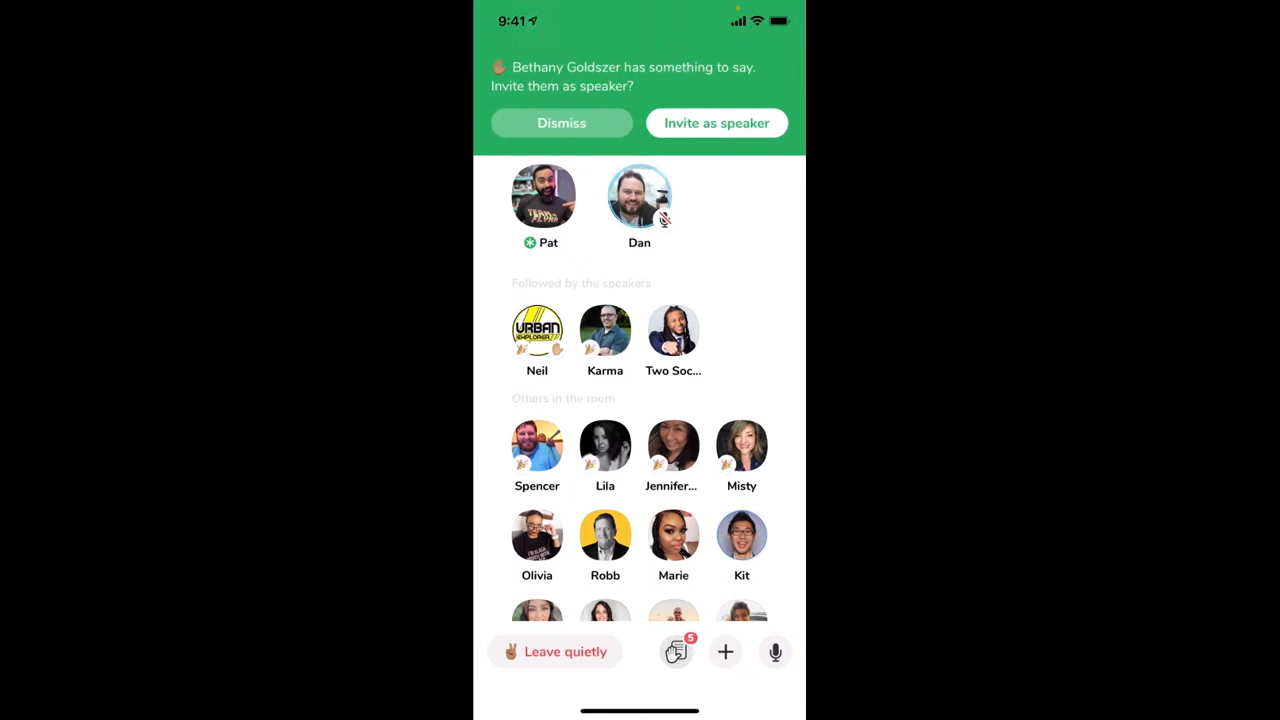 9:41
Bethany Goldszer has something to say.
Invite them as speaker?
Dismiss
Invite as speaker
Pat
Dan
Followed by the speakers
URBAN
EXPLORER
Neil
Karma
Two Soc...
Others in the room
Spencer
Lila
Jennifer...
Misty
Olivia
Robb
Marie
Kit
Leave quietly
5